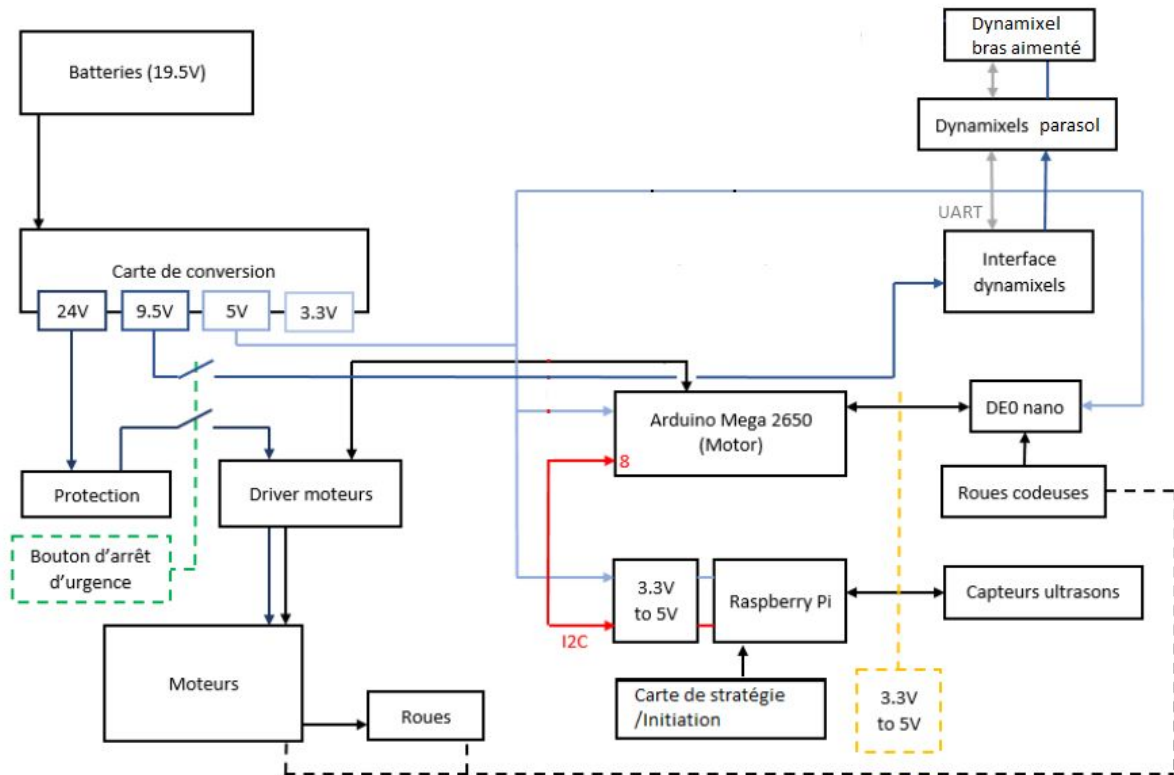 Dynamixel
bras aimenté
Batteries (19.5V)
Dynamixels parasol
UART
Carte de conversion
Interface
dynamixels
24V
9.5V
5V
3.3V
Arduino Mega 2650
(Motor)
DE0 nano
8
Protection
Driver moteurs
Roues codeuses
Bouton d'arrêt
d'urgence
3.3V
to 5V
Raspberry Pi
Capteurs ultrasons
I2C
Moteurs
Roues
Carte de stratégie
/Initiation
3.3V
to 5V